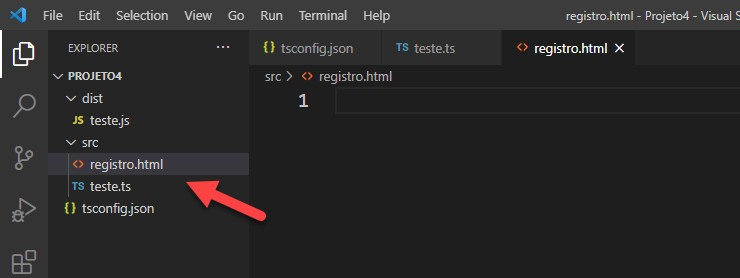 File Edit Selection View Go Run Terminal Help registro.html - Projeto4 - Visual S
EXPLORER ···
{} tsconfig.json TS teste.ts <> registro.html ×
PROJETO4
src > <> registro.html
dist
1
JS teste.js
src
<> registro.html
TS teste.ts
{} tsconfig.json